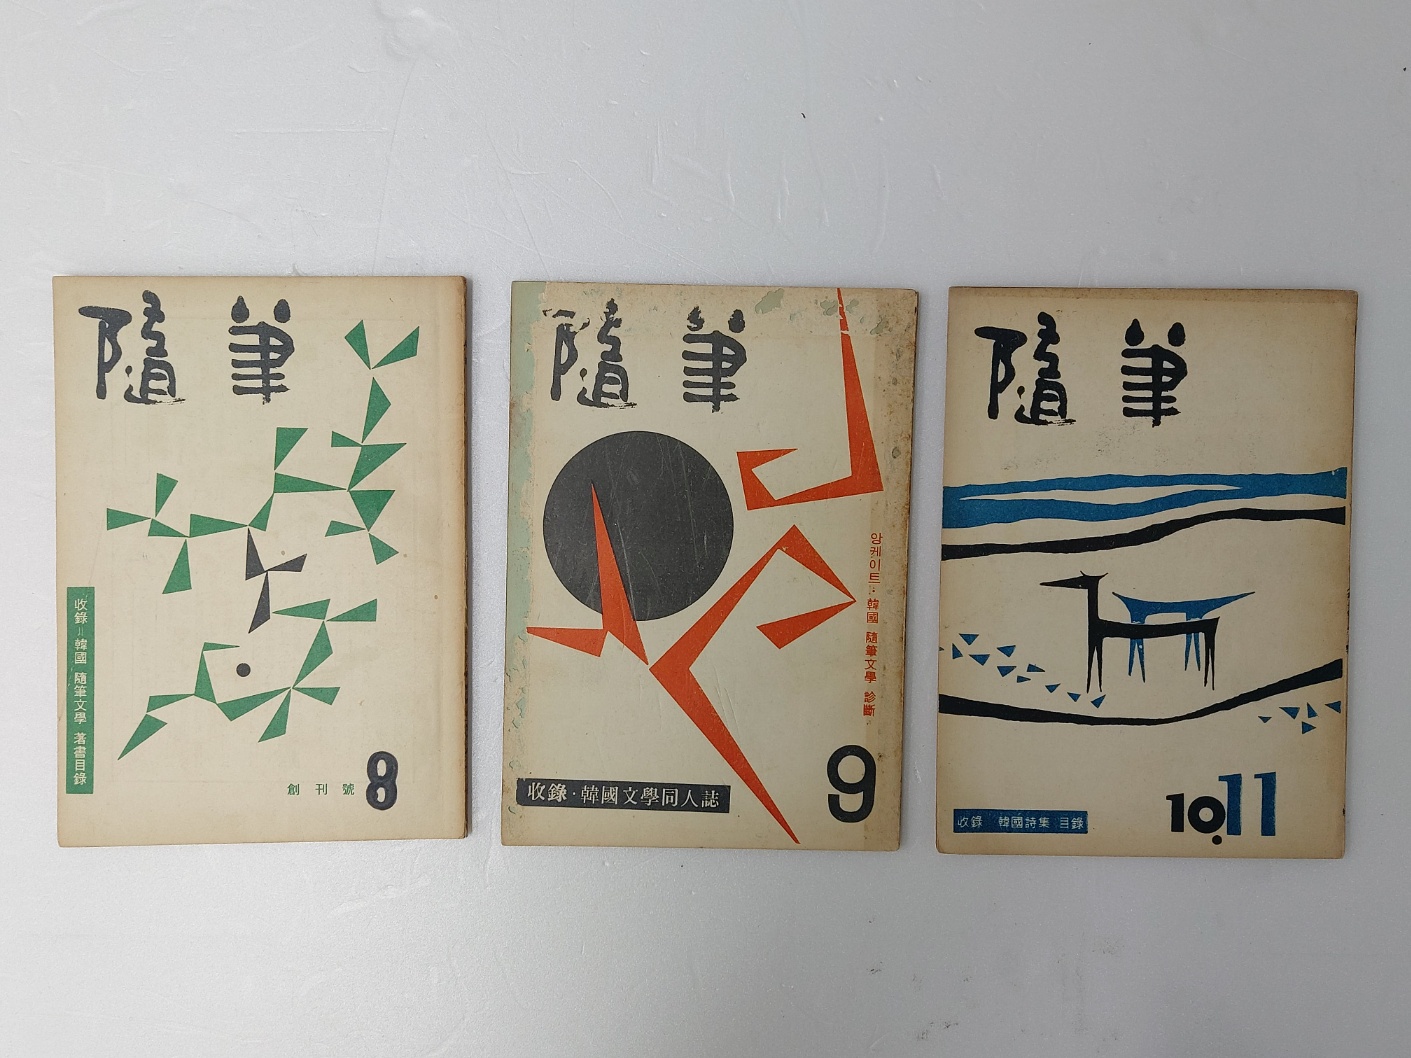 隨筆
收錄=韓國 隨筆文學 著書目錄
創刊號 8
隨筆
앙케이트·韓國 隨筆文學 診斷
收錄·韓國文學同人誌
9
隨筆
收錄 韓國詩集 目錄
10.11